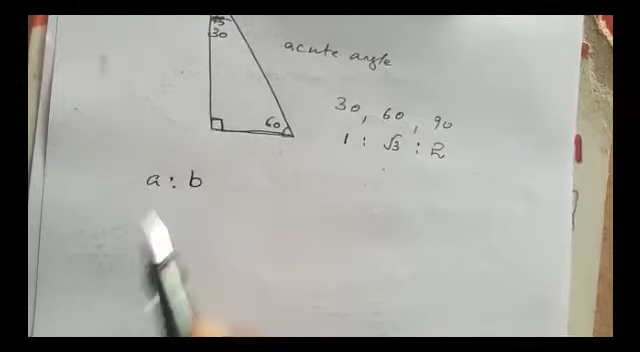 30
acute angle
60
30, 60, 90
1 : √3 : 2
a : b